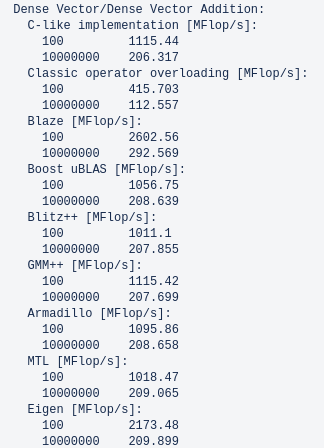 Dense Vector/Dense Vector Addition:
C-like implementation [MFlop/s]:
100 1115.44
10000000 206.317
Classic operator overloading [MFlop/s]:
100 415.703
10000000 112.557
Blaze [MFlop/s]:
100 2602.56
10000000 292.569
Boost uBLAS [MFlop/s]:
100 1056.75
10000000 208.639
Blitz++ [MFlop/s]:
100 1011.1
10000000 207.855
GMM++ [MFlop/s]:
100 1115.42
10000000 207.699
Armadillo [MFlop/s]:
100 1095.86
10000000 208.658
MTL [MFlop/s]:
100 1018.47
10000000 209.065
Eigen [MFlop/s]:
100 2173.48
10000000 209.899